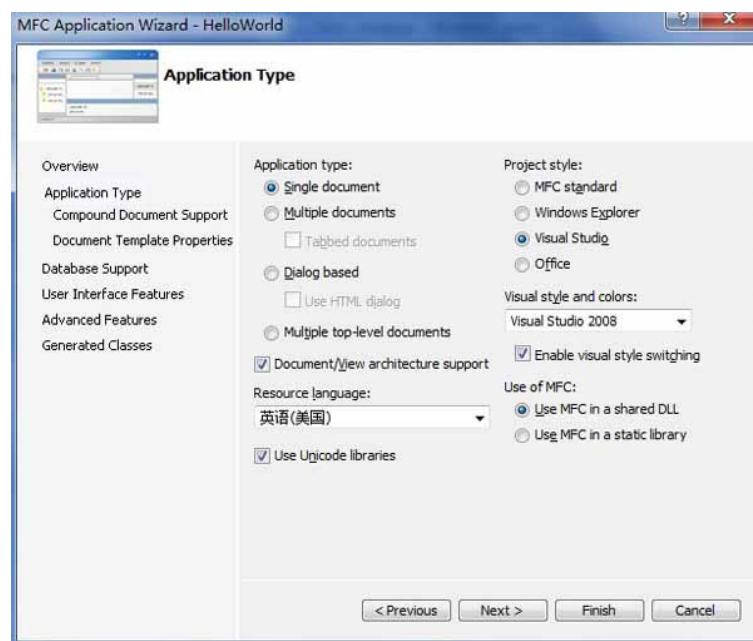 MFC Application Wizard - HelloWorld
Application Type
Overview
Application Type
Compound Document Support
Document Template Properties
Database Support
User Interface Features
Advanced Features
Generated Classes
Application type:
Single document
Multiple documents
Tabbed documents
Dialog based
Use HTML dialog
Multiple top-level documents
Document/View architecture support
Resource language:
英语(美国)
Use Unicode libraries
Project style:
MFC standard
Windows Explorer
Visual Studio
Office
Visual style and colors:
Visual Studio 2008
Enable visual style switching
Use of MFC:
Use MFC in a shared DLL
Use MFC in a static library
< Previous
Next >
Finish
Cancel